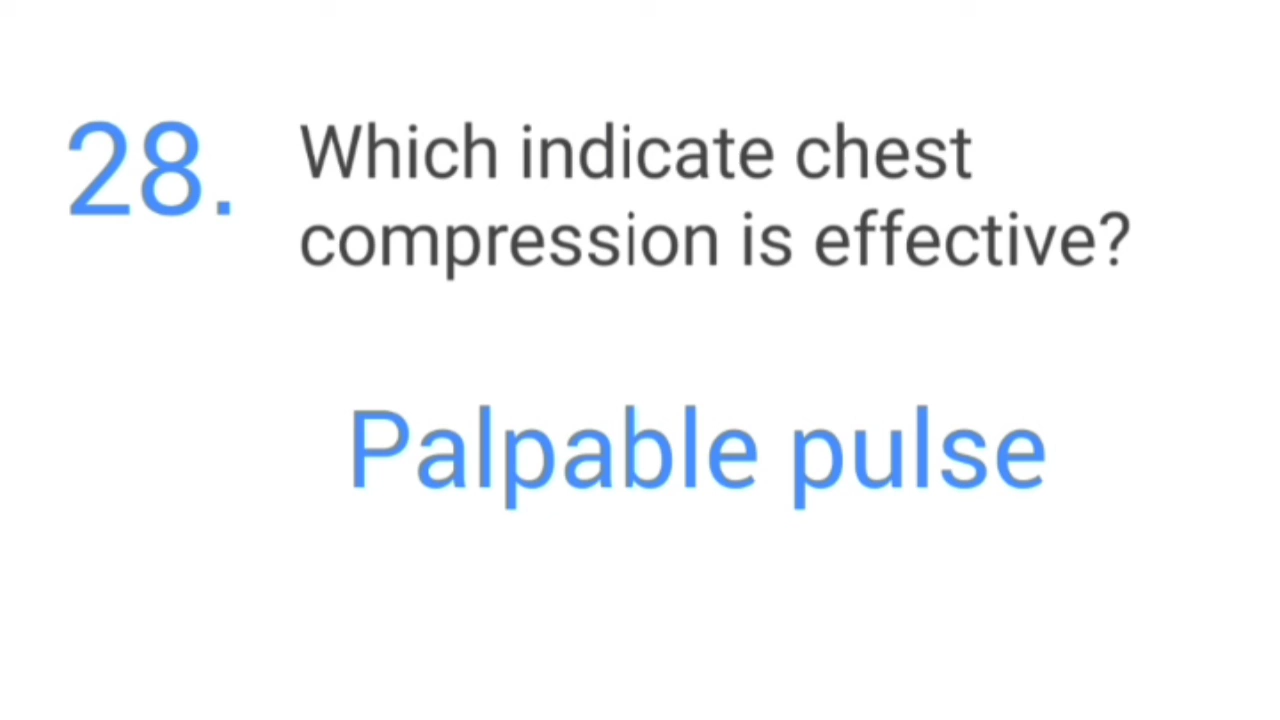 28. Which indicate chest
compression is effective?
Palpable pulse